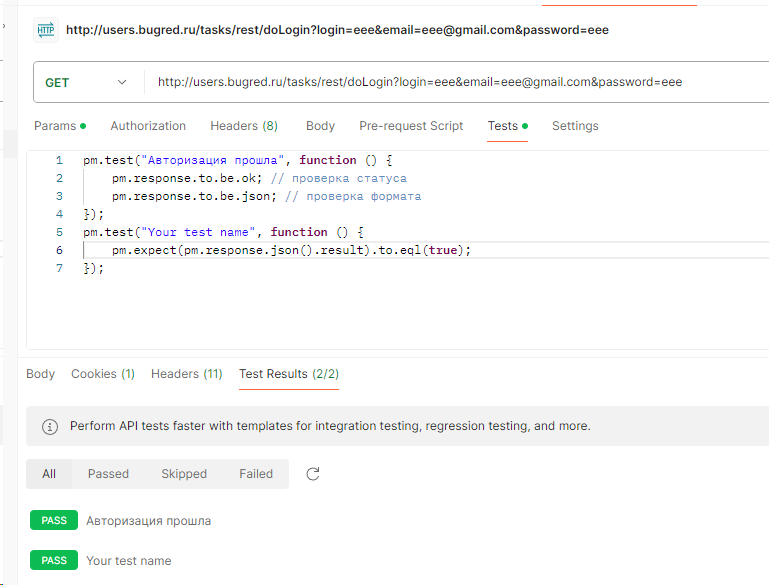 HTTP http://users.bugred.ru/tasks/rest/doLogin?login=eee&email=eee@gmail.com&password=eee
GET http://users.bugred.ru/tasks/rest/doLogin?login=eee&email=eee@gmail.com&password=eee
Params Authorization Headers (8) Body Pre-request Script Tests Settings
1 pm.test("Авторизация прошла", function () {
2 pm.response.to.be.ok; // проверка статуса
3 pm.response.to.be.json; // проверка формата
4 });
5 pm.test("Your test name", function () {
6 pm.expect(pm.response.json().result).to.eql(true);
7 });
Body Cookies (1) Headers (11) Test Results (2/2)
Perform API tests faster with templates for integration testing, regression testing, and more.
All Passed Skipped Failed
PASS Авторизация прошла
PASS Your test name